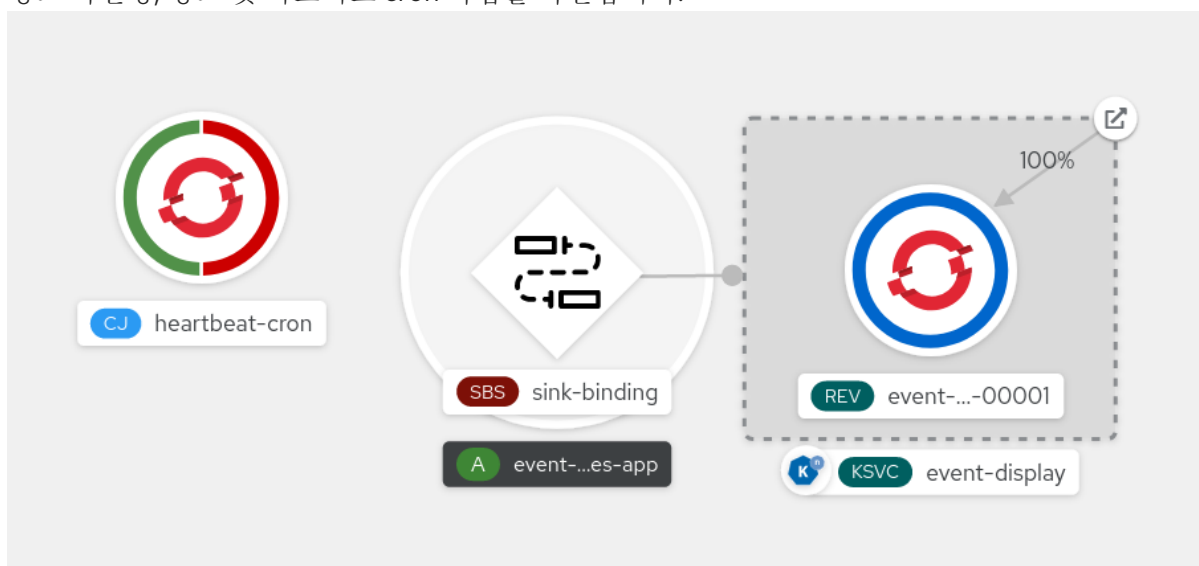 100%
CJ heartbeat-cron
SBS sink-binding
REV event-...-00001
A event-...es-app
KSVC event-display